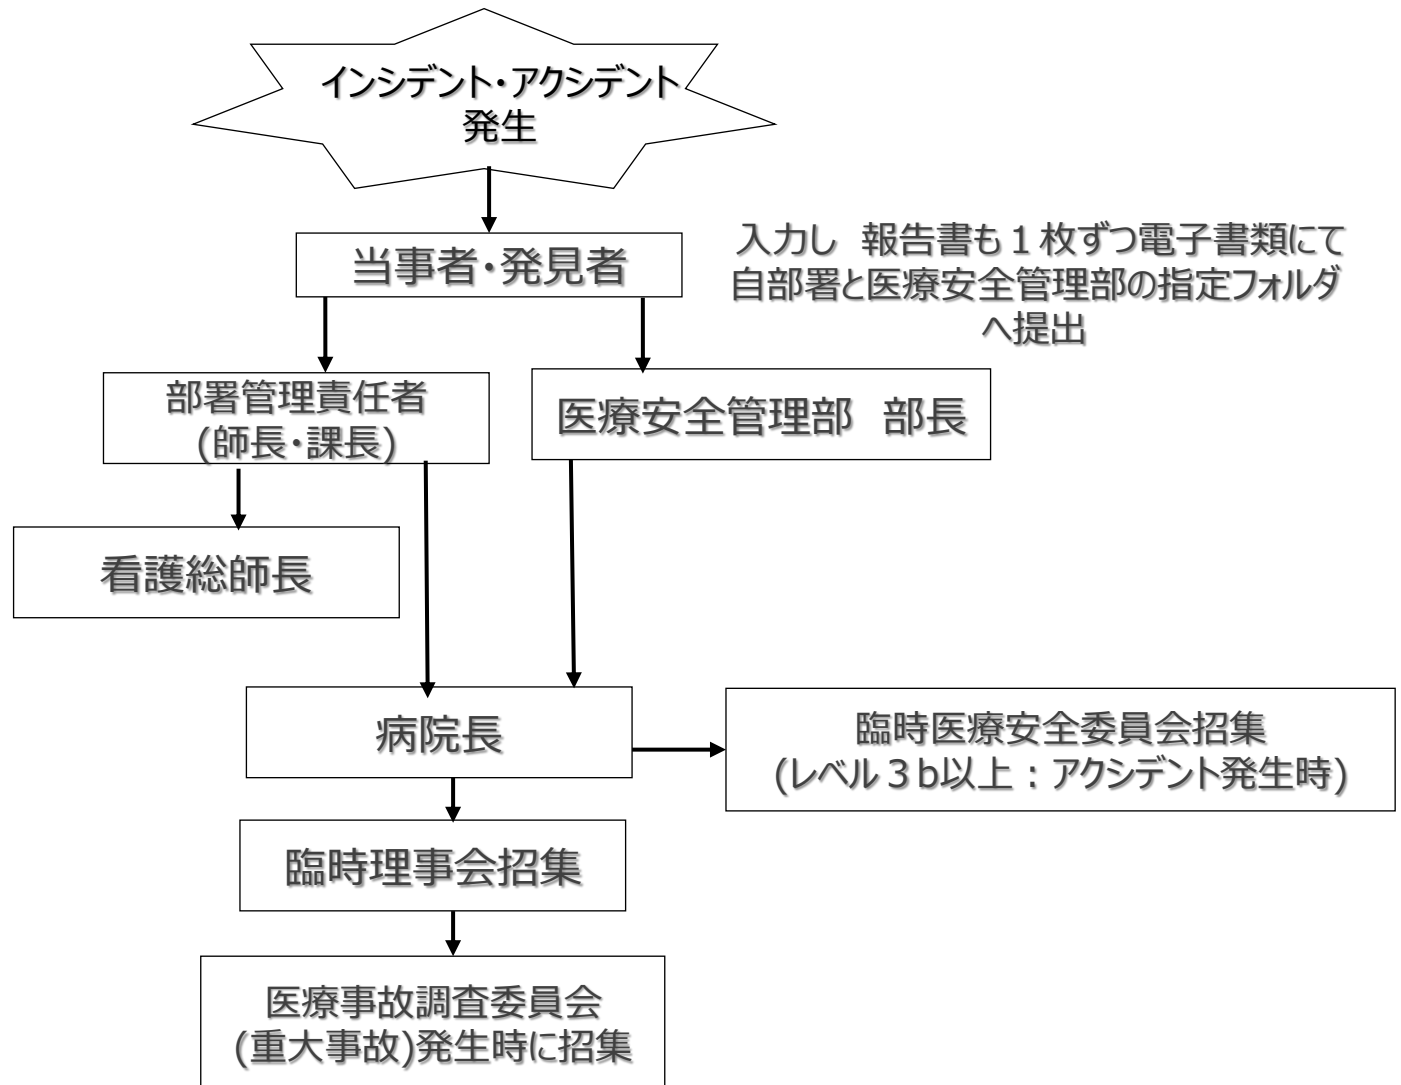 インシデント・アクシデント
発生
当事者・発見者
入力し　報告書も１枚ずつ電子書類にて
自部署と医療安全管理部の指定フォルダ
へ提出
部署管理責任者
(師長・課長)
医療安全管理部　部長
看護総師長
病院長
臨時医療安全委員会招集
(レベル３b以上：アクシデント発生時)
臨時理事会招集
医療事故調査委員会
(重大事故)発生時に招集